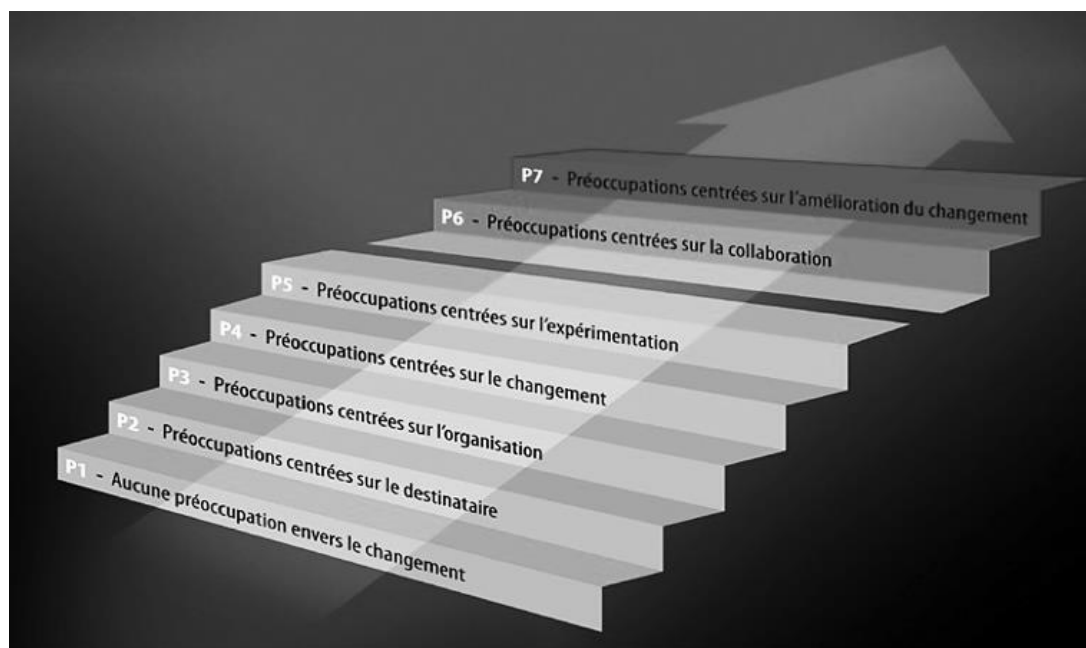 P7 - Préoccupations centrées sur l'amélioration du changement
P6 - Préoccupations centrées sur la collaboration
P5 - Préoccupations centrées sur l'expérimentation
P4 - Préoccupations centrées sur le changement
P3 - Préoccupations centrées sur l'organisation
P2 - Préoccupations centrées sur le destinataire
P1 - Aucune préoccupation envers le changement